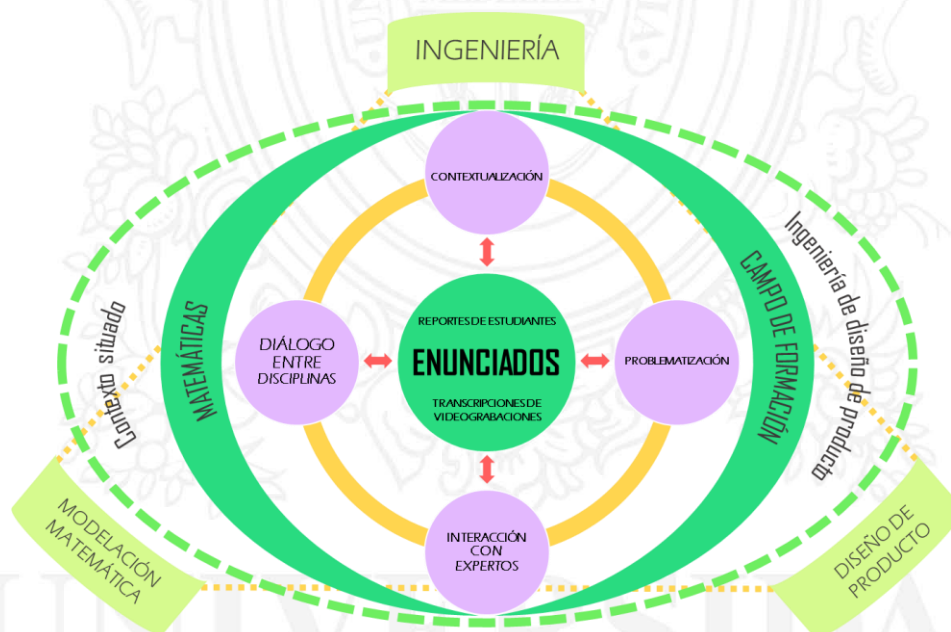 INGENIERÍA
CONTEXTUALIZACIÓN
Contexto situado
MATEMÁTICAS
DIÁLOGO
ENTRE
DISCIPLINAS
REPORTES DE ESTUDIANTES
ENUNCIADOS
TRANSCRIPCIONES DE
VIDEOGRABACIONES
PROBLEMATIZACIÓN
CAMPO DE FORMACIÓN
Ingeniería de diseño de producto
INTERACCIÓN
CON
EXPERTOS
MODELACIÓN
MATEMÁTICA
DISEÑO DE
PRODUCTO
UNIVERSIDA